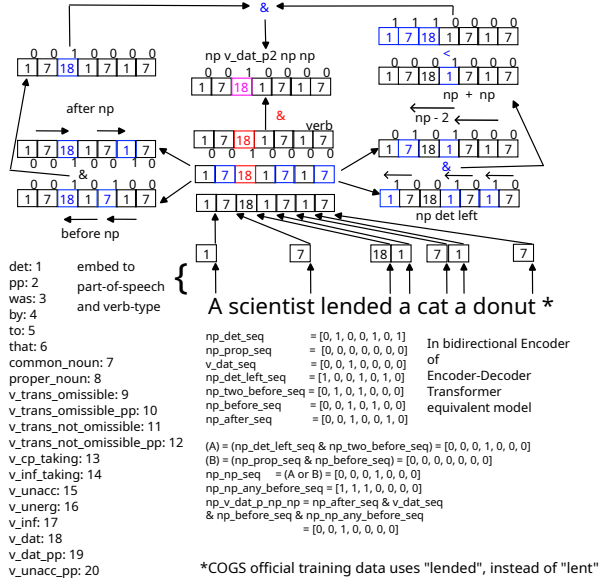 &
0 0 1 0 0 0 0
1 7 18 1 7 1 7
np v_dat_p2 np np
0 0 1 0 0 0 0
1 7 18 1 7 1 7
1 1 1 0 0 0 0
1 7 18 1 7 1 7
<
0 0 0 1 0 0 0
1 7 18 1 7 1 7
np + np
after np
&
verb
np - 2
1 7 18 1 7 1 7
0 0 1 0 0 1 0
1 7 18 1 7 1 7
0 0 1 0 0 0 0
0 1 0 1 0 0 0
1 7 18 1 7 1 7
&
&
1 7 18 1 7 1 7
1 7 18 1 7 1 7
1 0 0 1 0 1 0
1 7 18 1 7 1 7
before np
1 7 18 1 7 1 7
np det left
1 7 18 1 7 1 7
det: 1
pp: 2
was: 3
by: 4
to: 5
that: 6
common_noun: 7
proper_noun: 8
v_trans_omissible: 9
v_trans_omissible_pp: 10
v_trans_not_omissible: 11
v_trans_not_omissible_pp: 12
v_cp_taking: 13
v_inf_taking: 14
v_unacc: 15
v_unerg: 16
v_inf: 17
v_dat: 18
v_dat_pp: 19
v_unacc_pp: 20
embed to
part-of-speech
and verb-type
{
A scientist lended a cat a donut *
np_det_seq = [0, 1, 0, 0, 1, 0, 1]
np_prop_seq = [0, 0, 0, 0, 0, 0, 0]
v_dat_seq = [0, 0, 1, 0, 0, 0, 0]
np_det_left_seq = [1, 0, 0, 1, 0, 1, 0]
np_two_before_seq = [0, 1, 0, 1, 0, 0, 0]
np_before_seq = [0, 0, 1, 0, 1, 0, 0]
np_after_seq = [0, 0, 1, 0, 0, 1, 0]
In bidirectional Encoder
of
Encoder-Decoder
Transformer
equivalent model
(A) = (np_det_left_seq & np_two_before_seq) = [0, 0, 0, 1, 0, 0, 0]
(B) = (np_prop_seq & np_before_seq) = [0, 0, 0, 0, 0, 0, 0]
np_np_seq = (A or B) = [0, 0, 0, 1, 0, 0, 0]
np_np_any_before_seq = [1, 1, 1, 0, 0, 0, 0]
np_v_dat_p_np_np = np_after_seq & v_dat_seq
& np_before_seq & np_np_any_before_seq
= [0, 0, 1, 0, 0, 0, 0]
*COGS official training data uses "lended", instead of "lent"